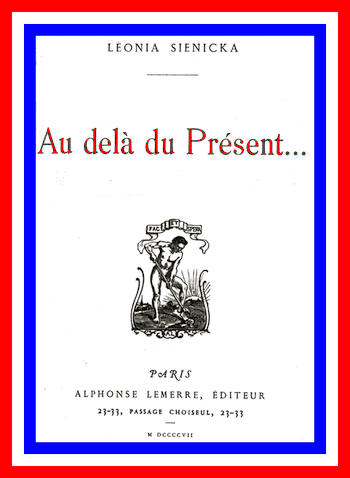 LÉONIA SIENICKA
Au delà du Présent...
FAC ET SPERA
AL
PARIS
ALPHONSE LEMERRE, ÉDITEUR
23-33, PASSAGE CHOISEUL, 23-33
M DCCCCVII